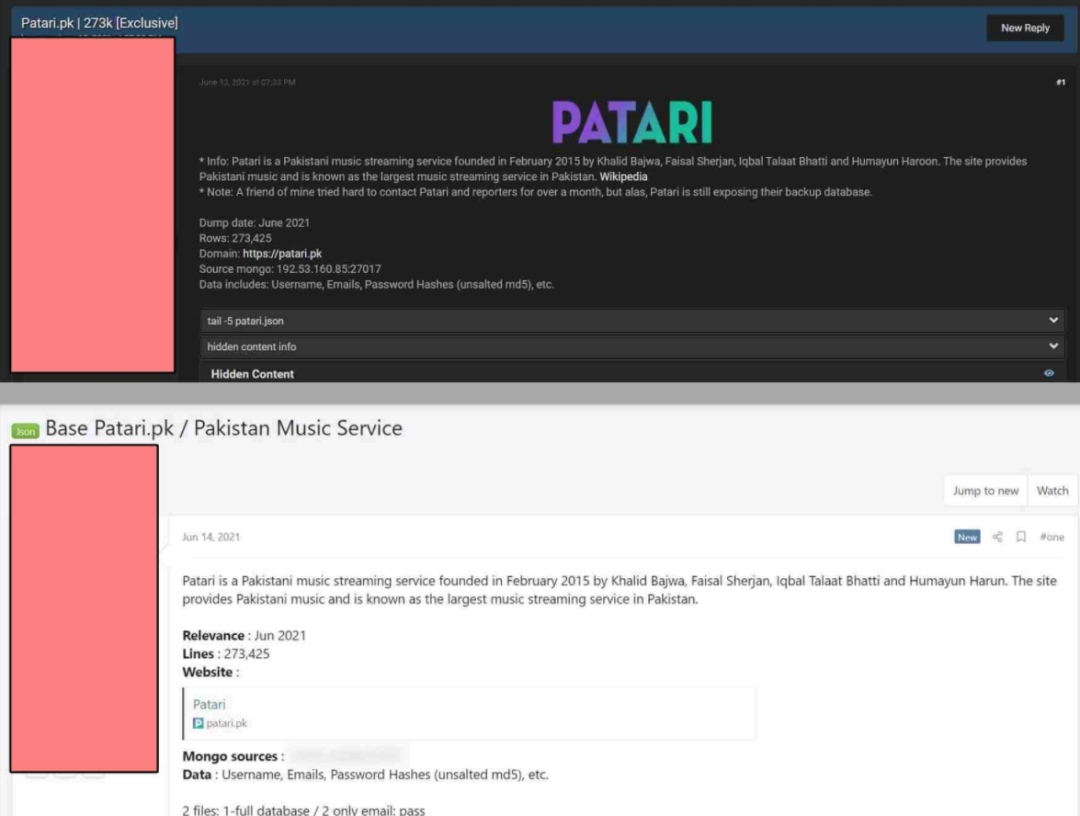 Patari.pk | 273k [Exclusive]
New Reply
June 13, 2021 at 07:33 PM
#1
PATARI
* Info: Patari is a Pakistani music streaming service founded in February 2015 by Khalid Bajwa, Faisal Sherjan, Iqbal Talaat Bhatti and Humayun Haroon. The site provides
Pakistani music and is known as the largest music streaming service in Pakistan. Wikipedia
* Note: A friend of mine tried hard to contact Patari and reporters for over a month, but alas, Patari is still exposing their backup database.
Dump date: June 2021
Rows: 273,425
Domain: https://patari.pk
Source mongo: 192.53.160.85:27017
Data includes: Username, Emails, Password Hashes (unsalted md5), etc.
tail -5 patari.json
hidden content info
Hidden Content
Json Base Patari.pk / Pakistan Music Service
Jump to new Watch
Jun 14, 2021
New #one
Patari is a Pakistani music streaming service founded in February 2015 by Khalid Bajwa, Faisal Sherjan, Iqbal Talaat Bhatti and Humayun Harun. The site
provides Pakistani music and is known as the largest music streaming service in Pakistan.
Relevance : Jun 2021
Lines : 273,425
Website :
Patari
patari.pk
Mongo sources :
Data : Username, Emails, Password Hashes (unsalted md5), etc.
2 files: 1-full database / 2 only email: pass